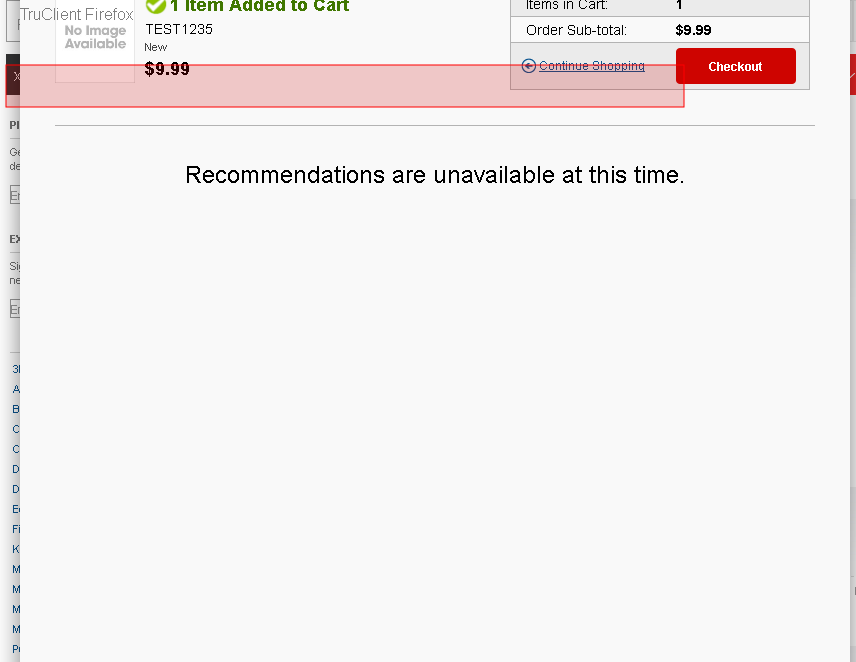 TruClient Firefox
No Image
Available
1 Item Added to Cart
TEST1235
New
$9.99
Items in Cart: 1
Order Sub-total: $9.99
Continue Shopping
Checkout
Recommendations are unavailable at this time.